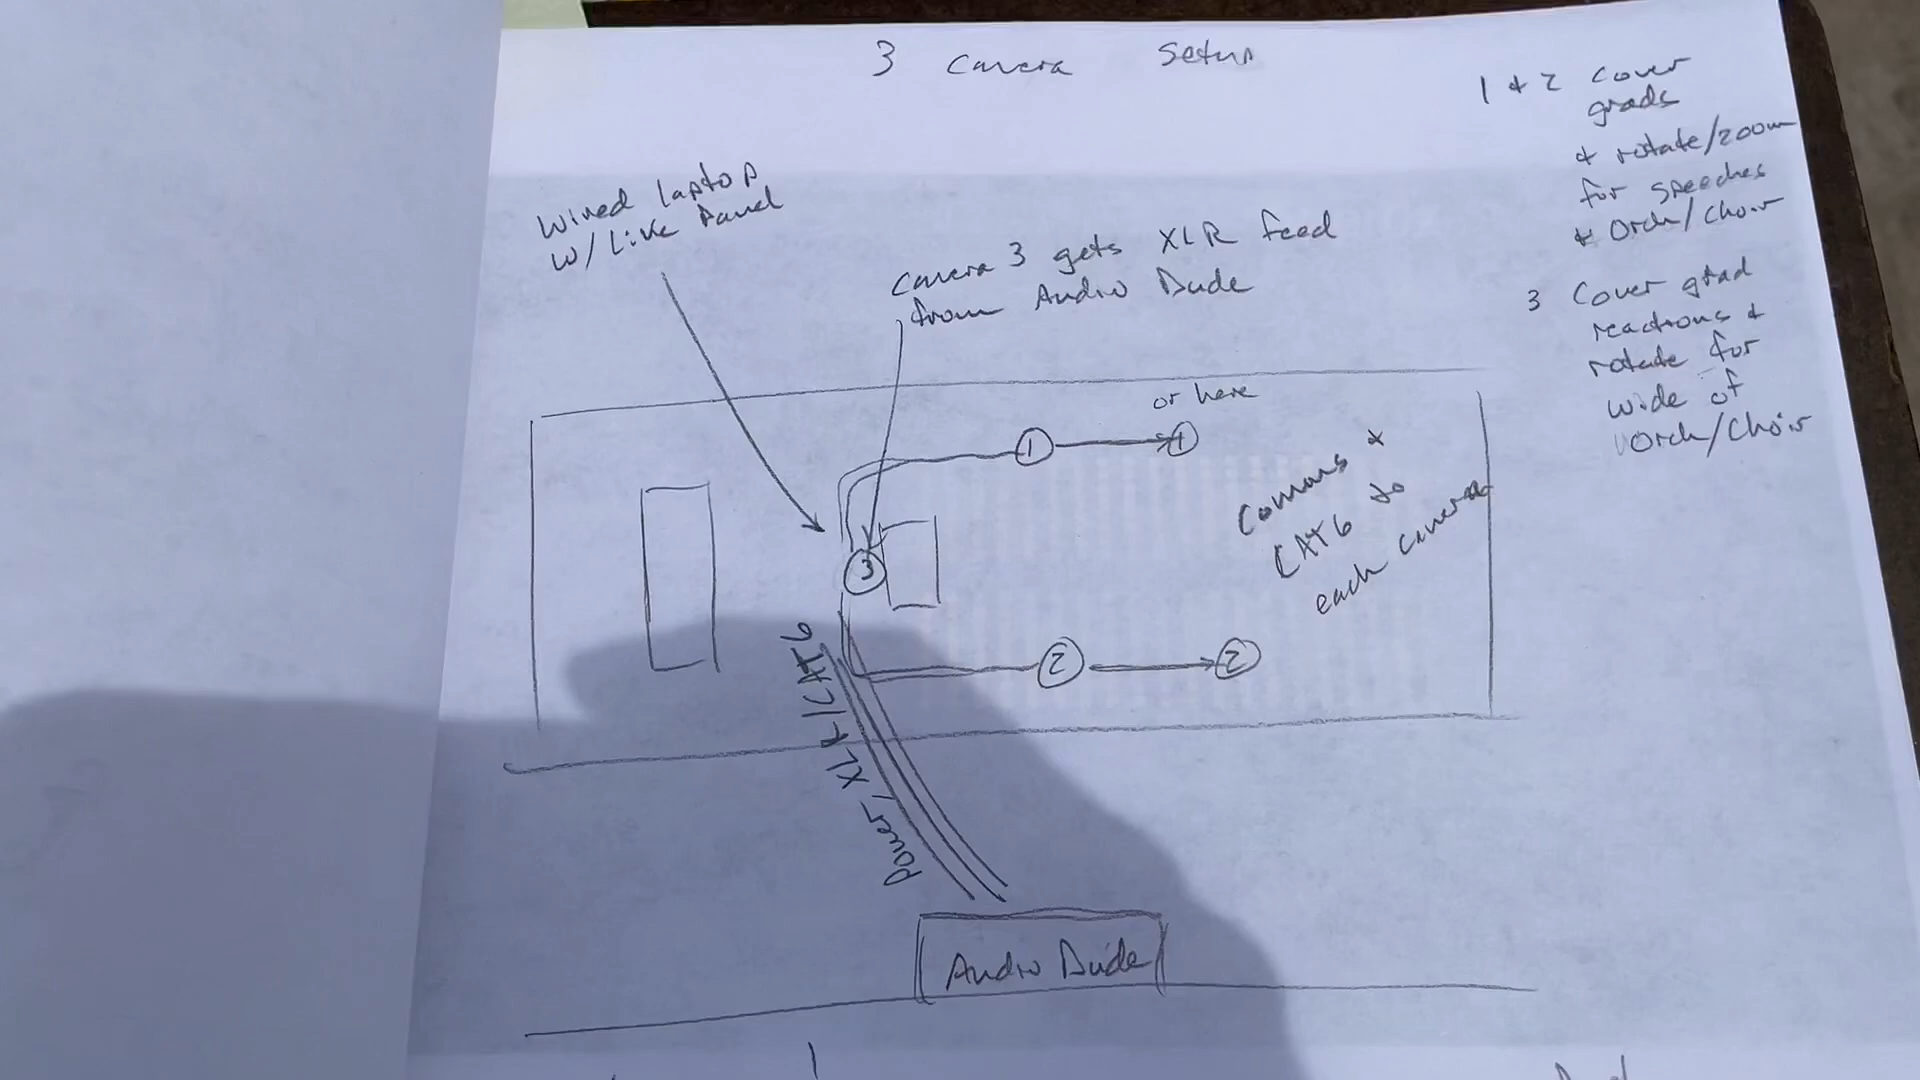 3 Camera Setup
1 & 2 cover
grads
& rotate/zoom
for speeches
& Orch/Choir
3 Cover grad
reactions &
rotate for
wide of
Orch/Choir
Wired laptop
w/ Live Panel
Camera 3 gets XLR feed
from Audio Dude
or here
1
1
Comms &
CAT6 to
each camera
3
2
2
Power/XLR/CAT6
Audio Dude